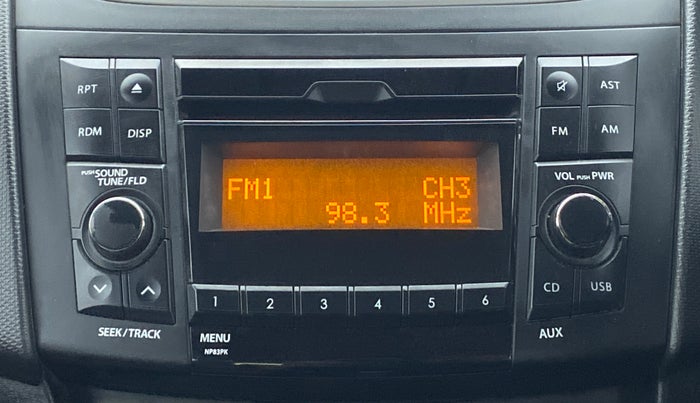 RPT
RDM
DISP
PUSH SOUND
TUNE/FLD
SEEK/TRACK
FM1 CH3
98.3 MHz
1 2 3 4 5 6
MENU
NP83PK
AST
FM
AM
VOL PUSH PWR
CD
USB
AUX